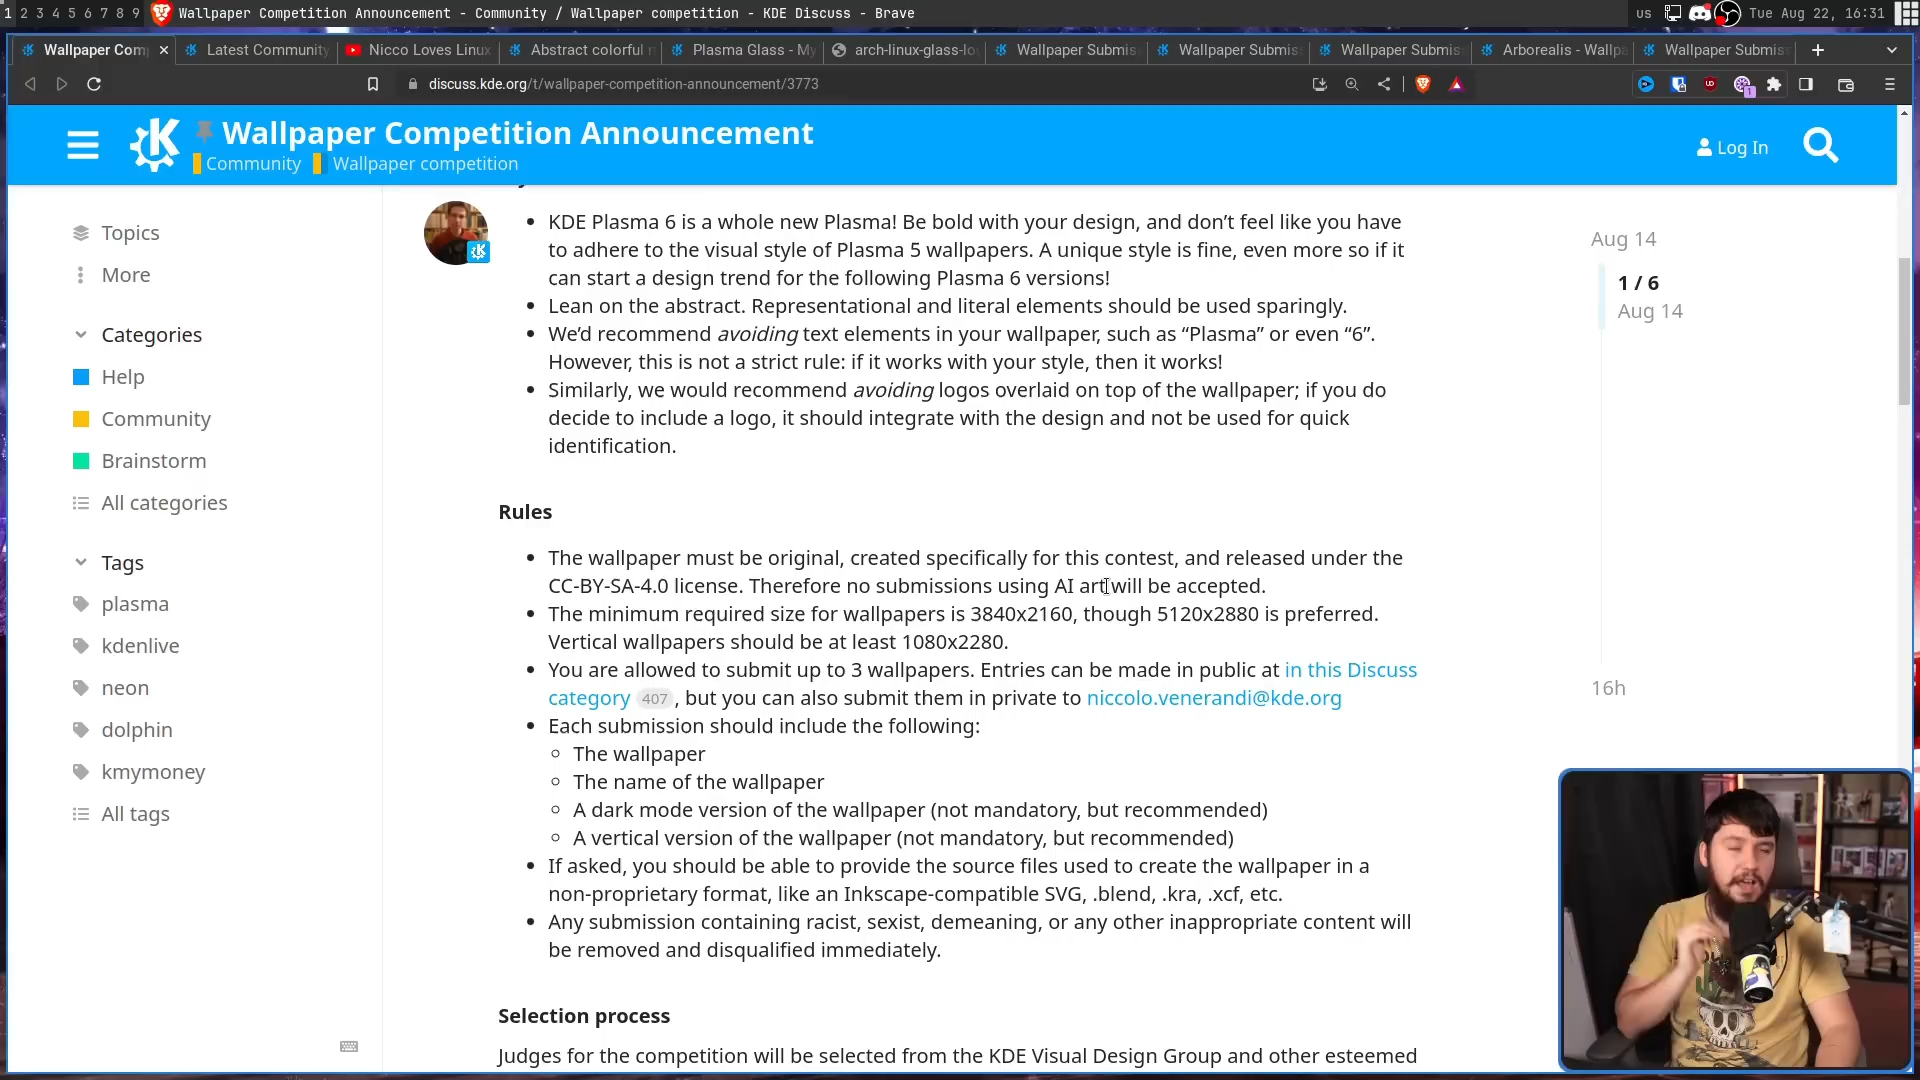 1 2 3 4 5 6 7 8 9 Wallpaper Competition Announcement - Community / Wallpaper competition - KDE Discuss - Brave us Tue Aug 22, 16:31
Wallpaper Com Latest Community Nicco Loves Linux Abstract colorful Plasma Glass - My arch-linux-glass-lo Wallpaper Submis Wallpaper Submis Wallpaper Submis Arborealis - Wallpa Wallpaper Submis
discuss.kde.org/t/wallpaper-competition-announcement/3773
Wallpaper Competition Announcement
Community Wallpaper competition
Log In
Topics
More
Categories
Help
Community
Brainstorm
All categories
Tags
plasma
kdenlive
neon
dolphin
kmymoney
All tags
• KDE Plasma 6 is a whole new Plasma! Be bold with your design, and don’t feel like you have
to adhere to the visual style of Plasma 5 wallpapers. A unique style is fine, even more so if it
can start a design trend for the following Plasma 6 versions!
• Lean on the abstract. Representational and literal elements should be used sparingly.
• We’d recommend avoiding text elements in your wallpaper, such as “Plasma” or even “6”.
However, this is not a strict rule: if it works with your style, then it works!
• Similarly, we would recommend avoiding logos overlaid on top of the wallpaper; if you do
decide to include a logo, it should integrate with the design and not be used for quick
identification.
Rules
• The wallpaper must be original, created specifically for this contest, and released under the
CC-BY-SA-4.0 license. Therefore no submissions using AI art will be accepted.
• The minimum required size for wallpapers is 3840x2160, though 5120x2880 is preferred.
Vertical wallpapers should be at least 1080x2280.
• You are allowed to submit up to 3 wallpapers. Entries can be made in public at in this Discuss
category 407 , but you can also submit them in private to niccolo.venerandi@kde.org
• Each submission should include the following:
◦ The wallpaper
◦ The name of the wallpaper
◦ A dark mode version of the wallpaper (not mandatory, but recommended)
◦ A vertical version of the wallpaper (not mandatory, but recommended)
• If asked, you should be able to provide the source files used to create the wallpaper in a
non-proprietary format, like an Inkscape-compatible SVG, .blend, .kra, .xcf, etc.
• Any submission containing racist, sexist, demeaning, or any other inappropriate content will
be removed and disqualified immediately.
Selection process
Judges for the competition will be selected from the KDE Visual Design Group and other esteemed
Aug 14
1 / 6
Aug 14
16h